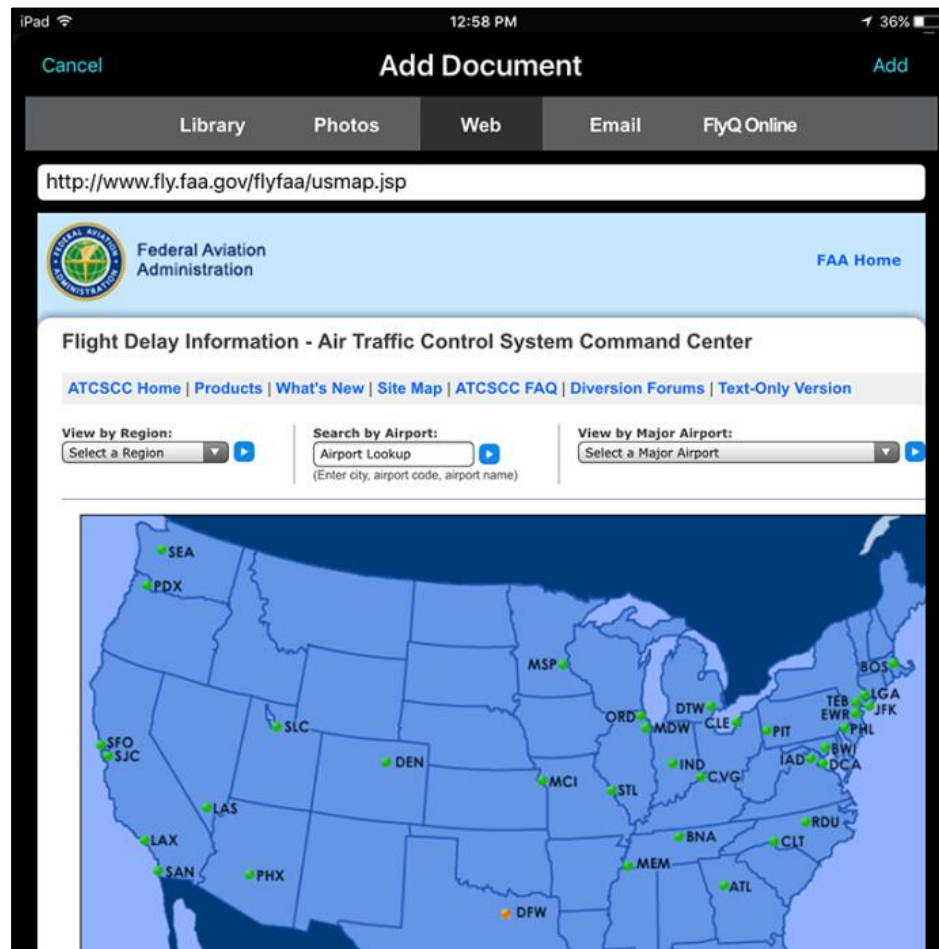 iPad 12:58 PM 36%
Cancel Add Document Add
Library Photos Web Email FlyQ Online
http://www.fly.faa.gov/flyfaa/usmap.jsp
FEDERAL AVIATION ADMINISTRATION
Federal Aviation
Administration
FAA Home
Flight Delay Information - Air Traffic Control System Command Center
ATCSCC Home | Products | What's New | Site Map | ATCSCC FAQ | Diversion Forums | Text-Only Version
View by Region: Search by Airport: View by Major Airport:
Select a Region Airport Lookup Select a Major Airport
(Enter city, airport code, airport name)
SEA
PDX
MSP
BOS
LGA
TEB
JFK
EWR
DTW
ORD
MDW
CLE
PIT
PHL
SLC
SFO
SJC
DEN
BWI
IAD
DCA
IND
CVG
MCI
STL
LAS
RDU
BNA
CLT
LAX
MEM
SAN
PHX
ATL
DFW